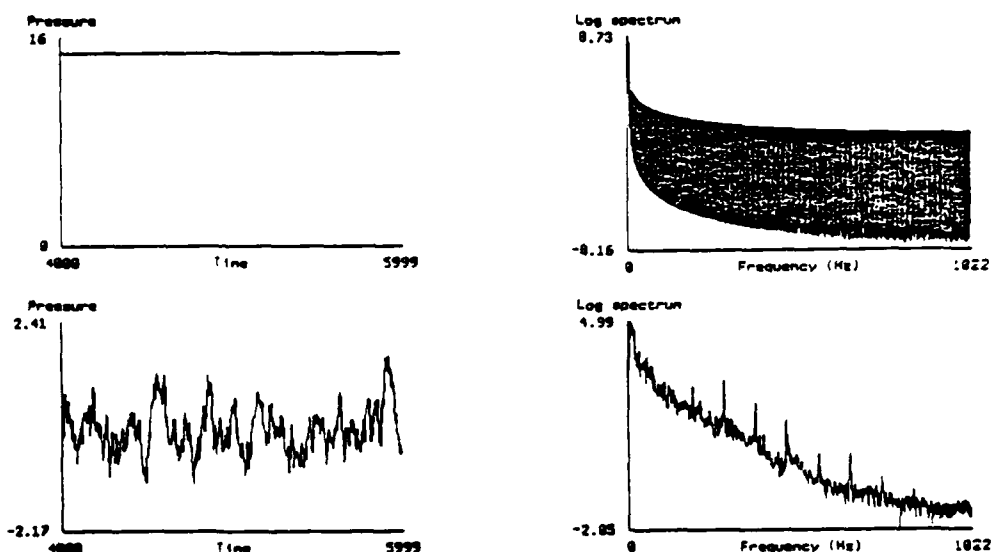 Pressure
16
0
4000 Time 5999
Log spectrum
8.73
-8.16
0 Frequency (Hz) 1022
Pressure
2.41
-2.17
4000 Time 5999
Log spectrum
4.99
-2.85
0 Frequency (Hz) 1022